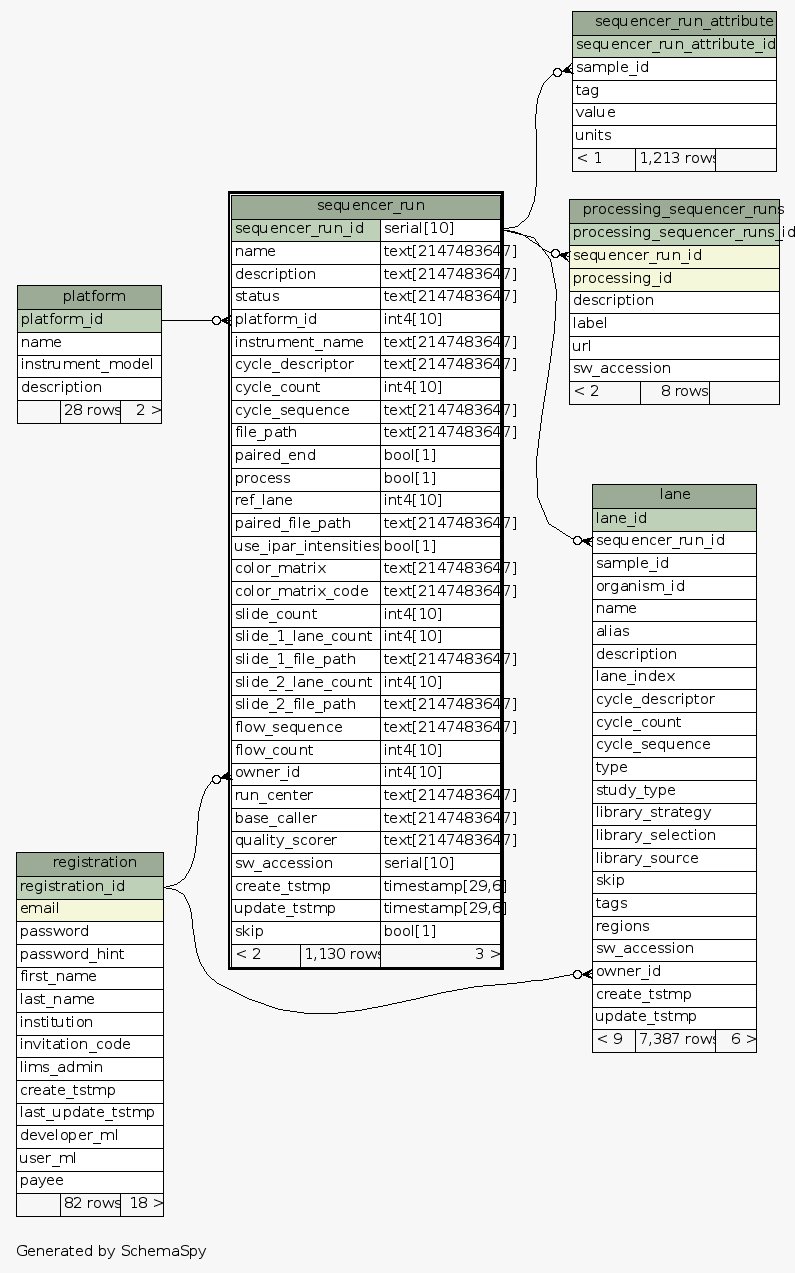 sequencer_run_attribute
sequencer_run_attribute_id
sample_id
tag
value
units
< 1 1,213 rows
processing_sequencer_runs
processing_sequencer_runs_id
sequencer_run_id
processing_id
description
label
url
sw_accession
< 2 8 rows
sequencer_run
sequencer_run_id serial[10]
name text[2147483647]
description text[2147483647]
status text[2147483647]
platform_id int4[10]
instrument_name text[2147483647]
cycle_descriptor text[2147483647]
cycle_count int4[10]
cycle_sequence text[2147483647]
file_path text[2147483647]
paired_end bool[1]
process bool[1]
ref_lane int4[10]
paired_file_path text[2147483647]
use_ipar_intensities bool[1]
color_matrix text[2147483647]
color_matrix_code text[2147483647]
slide_count int4[10]
slide_1_lane_count int4[10]
slide_1_file_path text[2147483647]
slide_2_lane_count int4[10]
slide_2_file_path text[2147483647]
flow_sequence text[2147483647]
flow_count int4[10]
owner_id int4[10]
run_center text[2147483647]
base_caller text[2147483647]
quality_scorer text[2147483647]
sw_accession serial[10]
create_tstmp timestamp[29,6]
update_tstmp timestamp[29,6]
skip bool[1]
< 2 1,130 rows 3 >
platform
platform_id
name
instrument_model
description
28 rows 2 >
lane
lane_id
sequencer_run_id
sample_id
organism_id
name
alias
description
lane_index
cycle_descriptor
cycle_count
cycle_sequence
type
study_type
library_strategy
library_selection
library_source
skip
tags
regions
sw_accession
owner_id
create_tstmp
update_tstmp
< 9 7,387 rows 6 >
registration
registration_id
email
password
password_hint
first_name
last_name
institution
invitation_code
lims_admin
create_tstmp
last_update_tstmp
developer_ml
user_ml
payee
82 rows 18 >
Generated by SchemaSpy